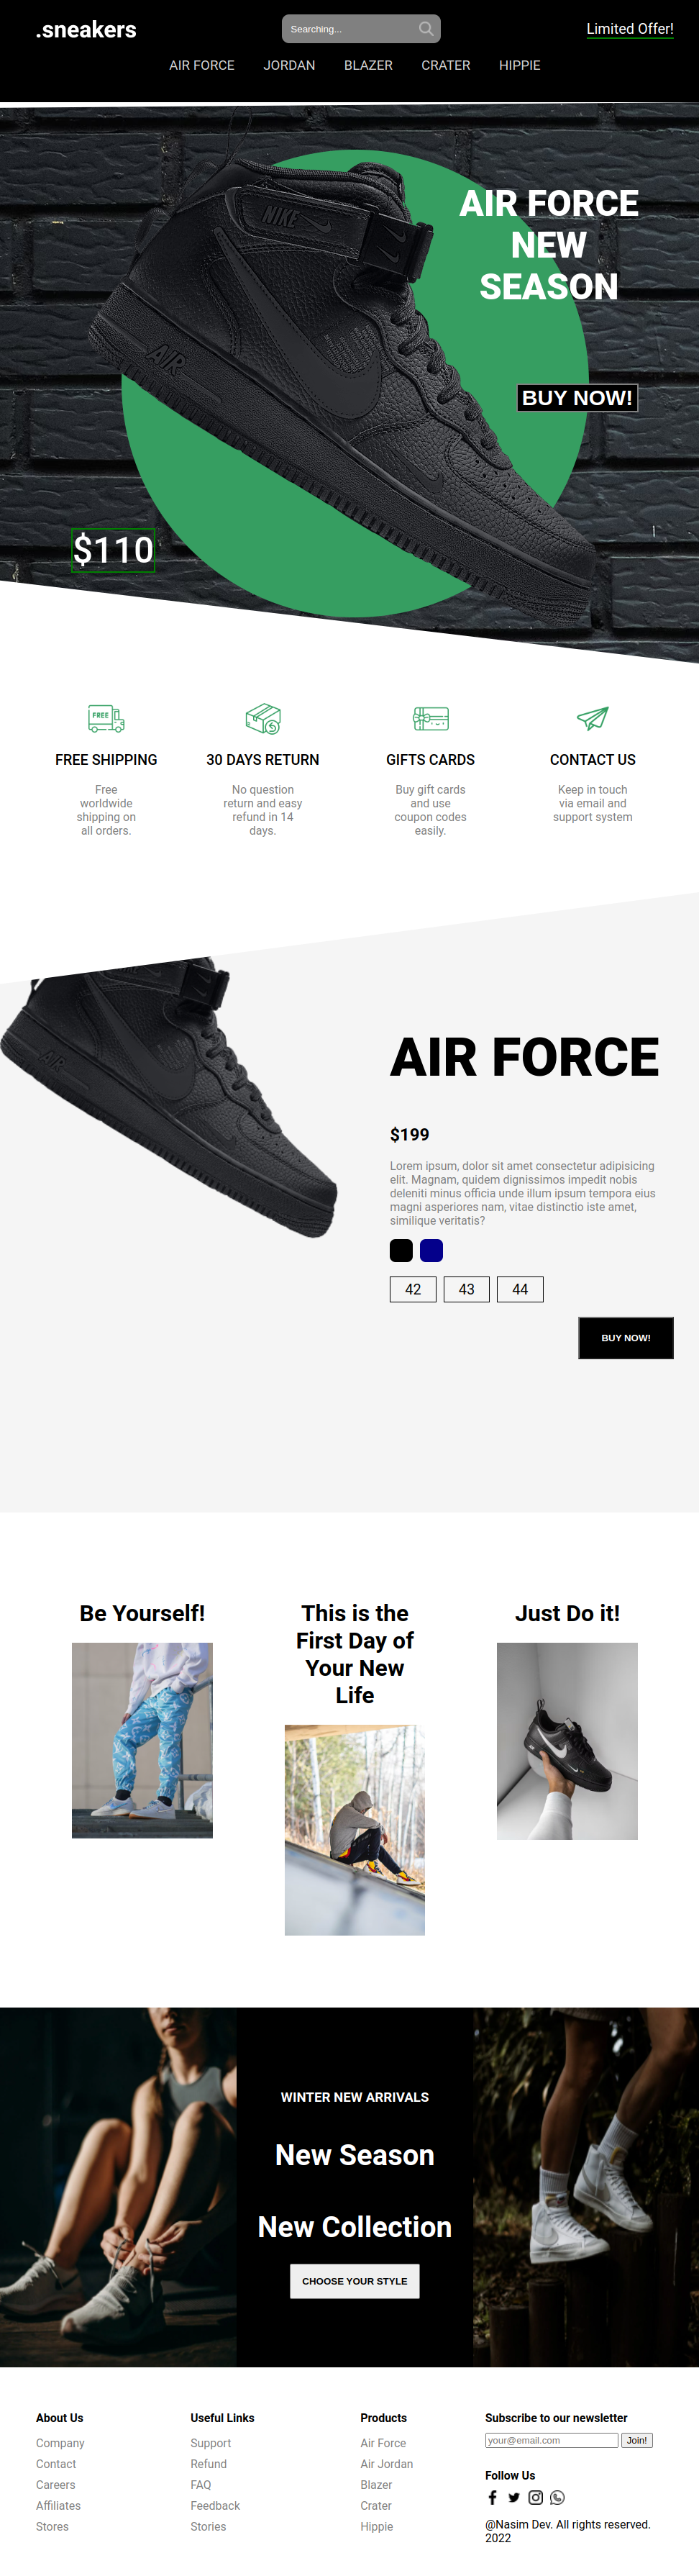 .sneakers
Searching...
Limited Offer!
AIR FORCE
JORDAN
BLAZER
CRATER
HIPPIE
NIKE
AIR
AIR FORCE
NEW
SEASON
BUY NOW!
$110
FREE
FREE SHIPPING
Free
worldwide
shipping on
all orders.
30 DAYS RETURN
No question
return and easy
refund in 14
days.
GIFTS CARDS
Buy gift cards
and use
coupon codes
easily.
CONTACT US
Keep in touch
via email and
support system
AIR
AIR FORCE
$199
Lorem ipsum, dolor sit amet consectetur adipisicing
elit. Magnam, quidem dignissimos impedit nobis
deleniti minus officia unde illum ipsum tempora eius
magni asperiores nam, vitae distinctio iste amet,
similique veritatis?
42
43
44
BUY NOW!
Be Yourself!
This is the
First Day of
Your New
Life
Just Do it!
WINTER NEW ARRIVALS
New Season
New Collection
CHOOSE YOUR STYLE
About Us
Company
Contact
Careers
Affiliates
Stores
Useful Links
Support
Refund
FAQ
Feedback
Stories
Products
Air Force
Air Jordan
Blazer
Crater
Hippie
Subscribe to our newsletter
your@email.com
Join!
Follow Us
@Nasim Dev. All rights reserved.
2022